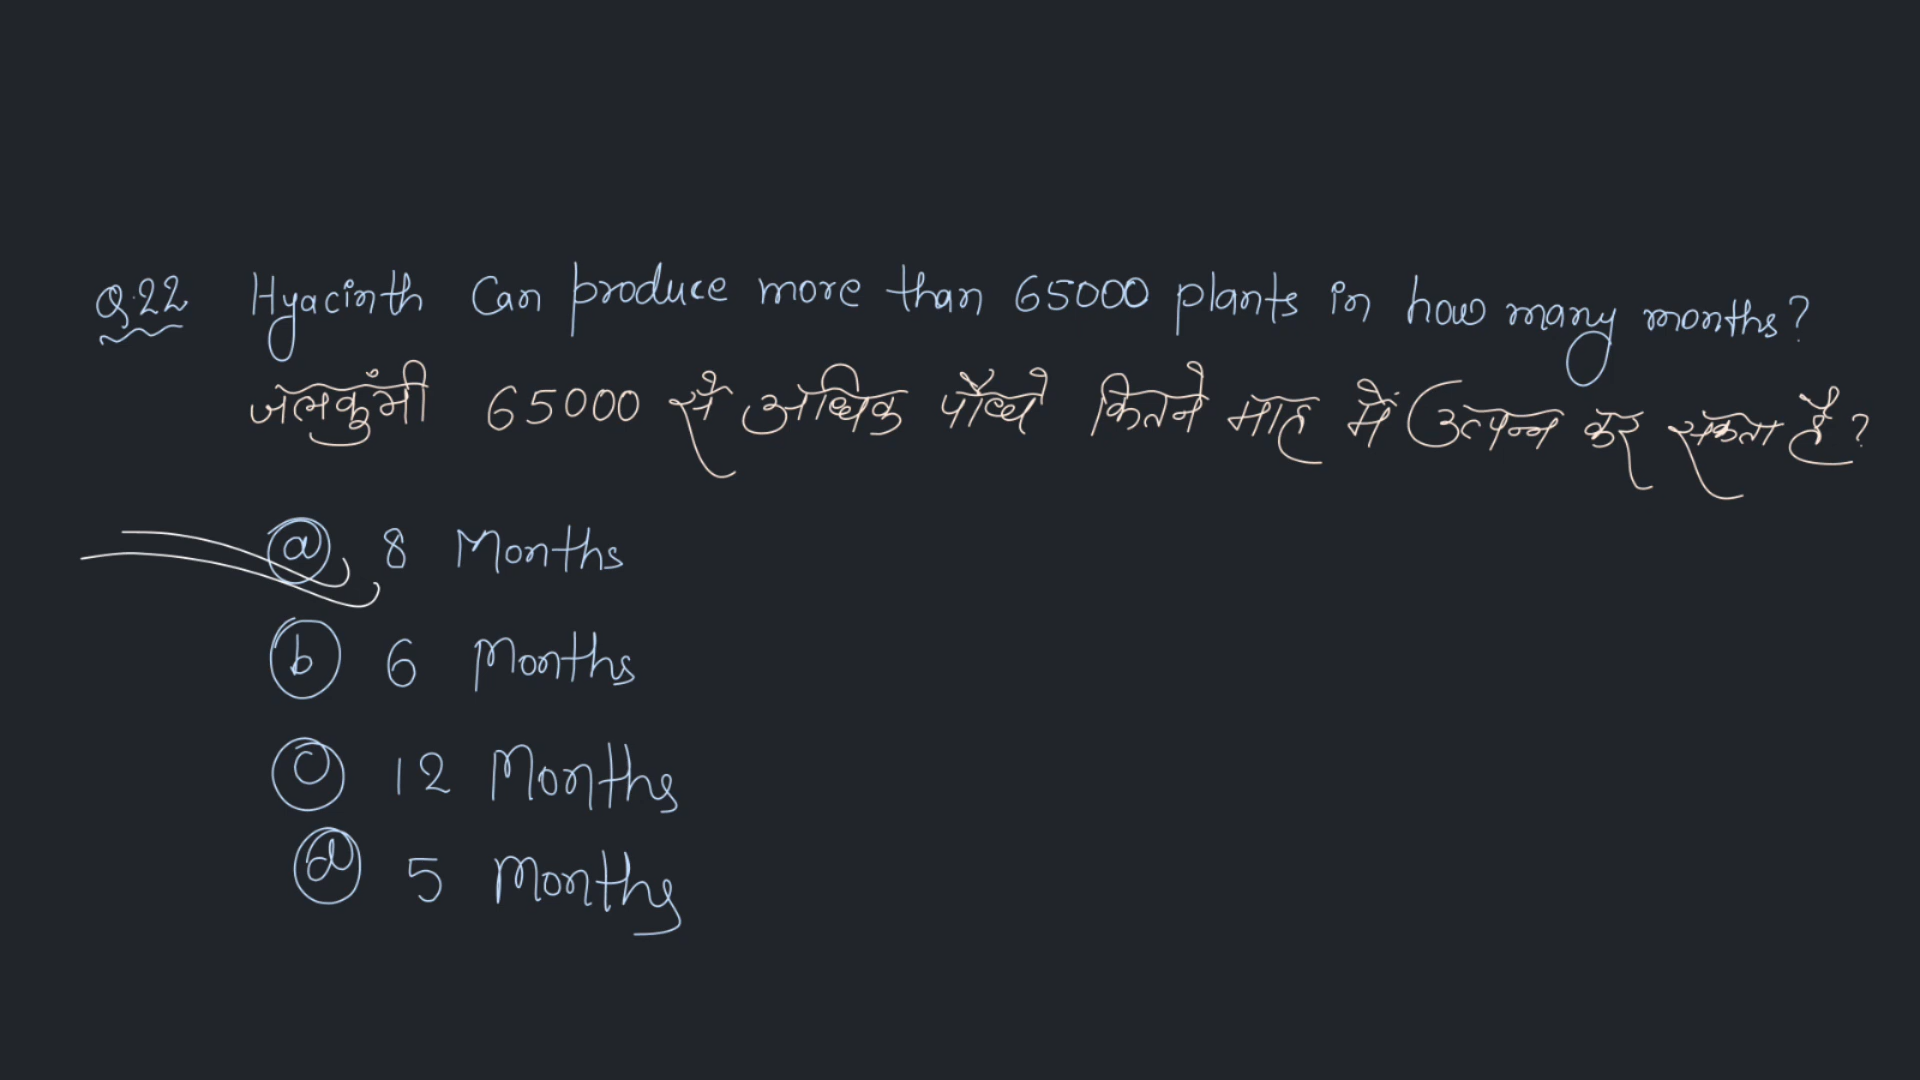 Q.22 Hyacinth Can produce more than 65000 plants in how many months?
जलकुंभी 65000 से अधिक पौधे कितने माह में उत्पन्न कर सकता है?
(a) 8 Months
(b) 6 Months
(c) 12 Months
(d) 5 Months